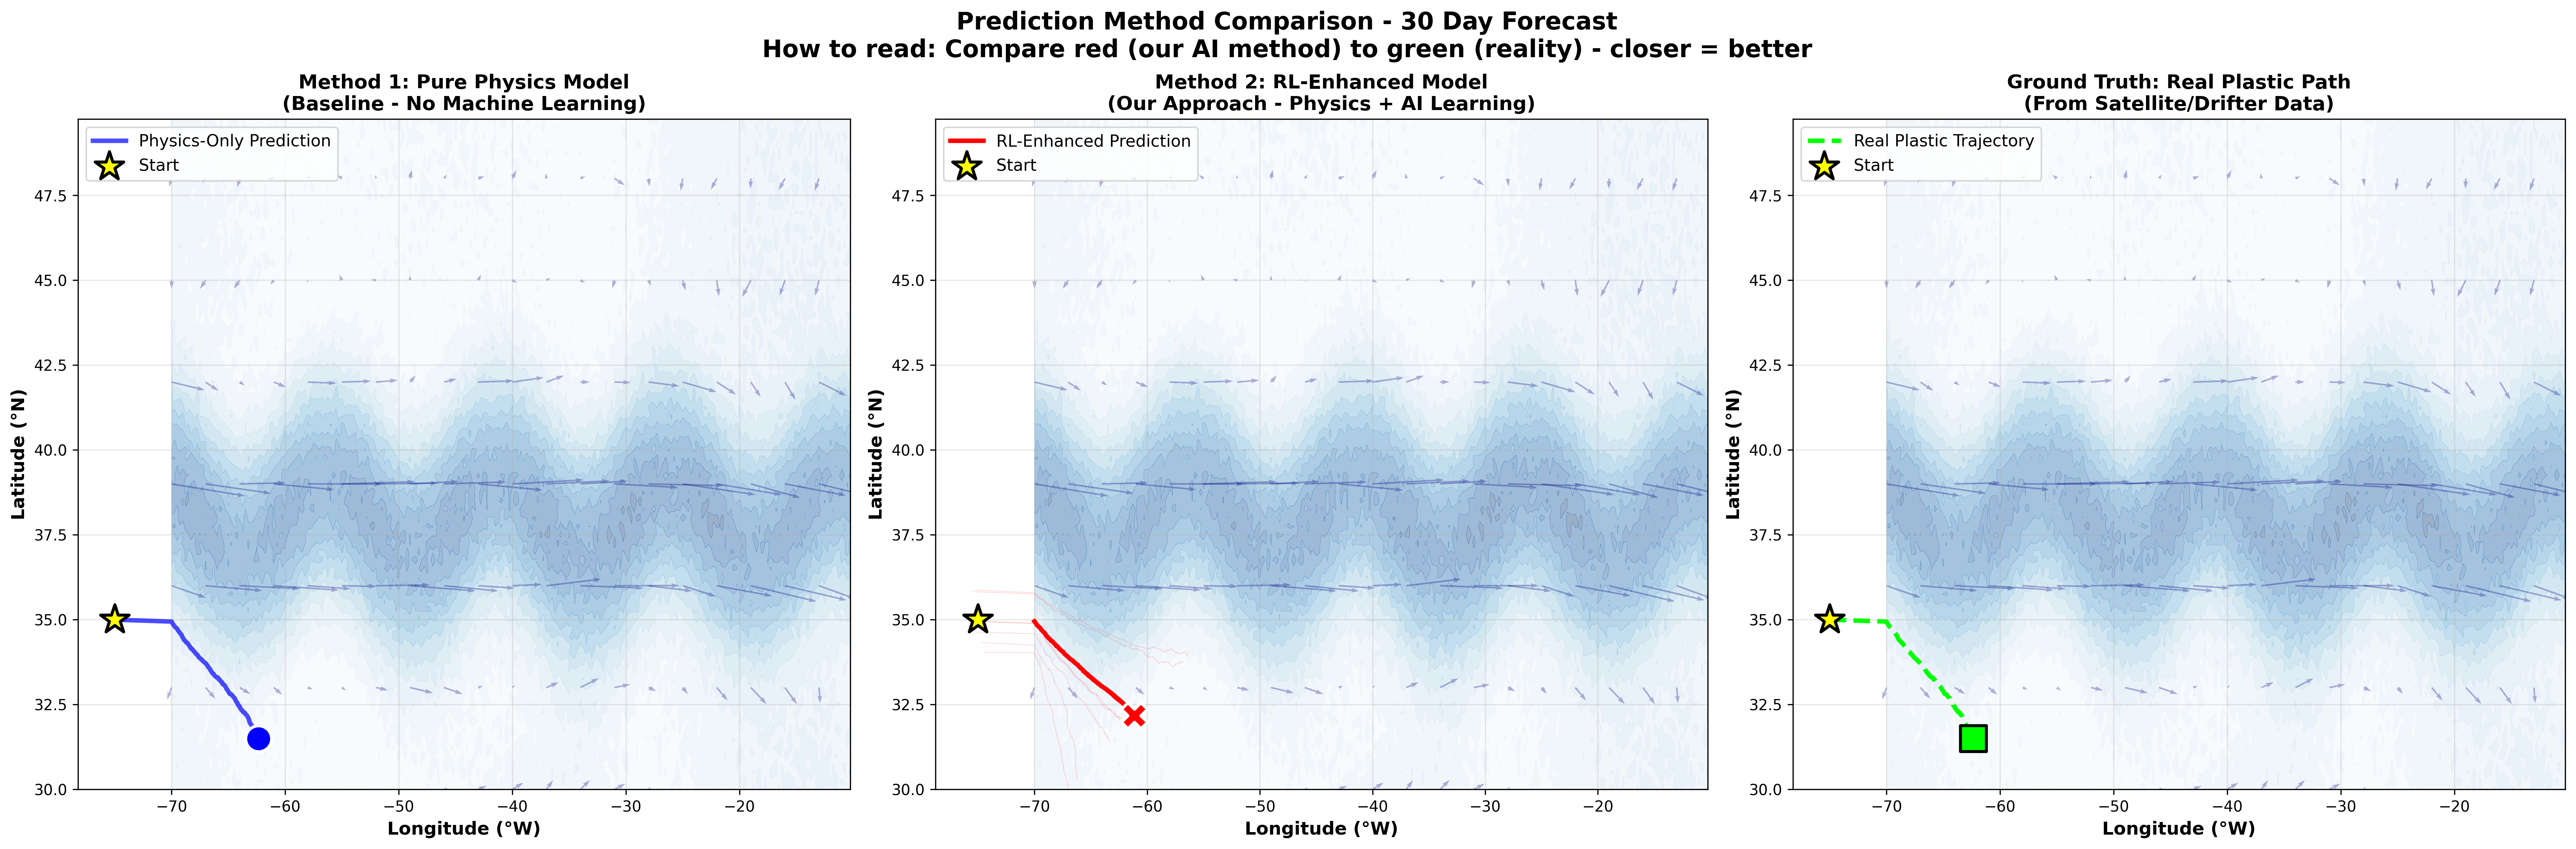 Prediction Method Comparison - 30 Day Forecast
How to read: Compare red (our AI method) to green (reality) - closer = better
Method 1: Pure Physics Model
(Baseline - No Machine Learning)
Physics-Only Prediction
Start
47.5
45.0
42.5
40.0
37.5
35.0
32.5
30.0
Latitude (°N)
−70
−60
−50
−40
−30
−20
Longitude (°W)
Method 2: RL-Enhanced Model
(Our Approach - Physics + AI Learning)
RL-Enhanced Prediction
Start
47.5
45.0
42.5
40.0
37.5
35.0
32.5
30.0
Latitude (°N)
−70
−60
−50
−40
−30
−20
Longitude (°W)
Ground Truth: Real Plastic Path
(From Satellite/Drifter Data)
Real Plastic Trajectory
Start
47.5
45.0
42.5
40.0
37.5
35.0
32.5
30.0
Latitude (°N)
−70
−60
−50
−40
−30
−20
Longitude (°W)